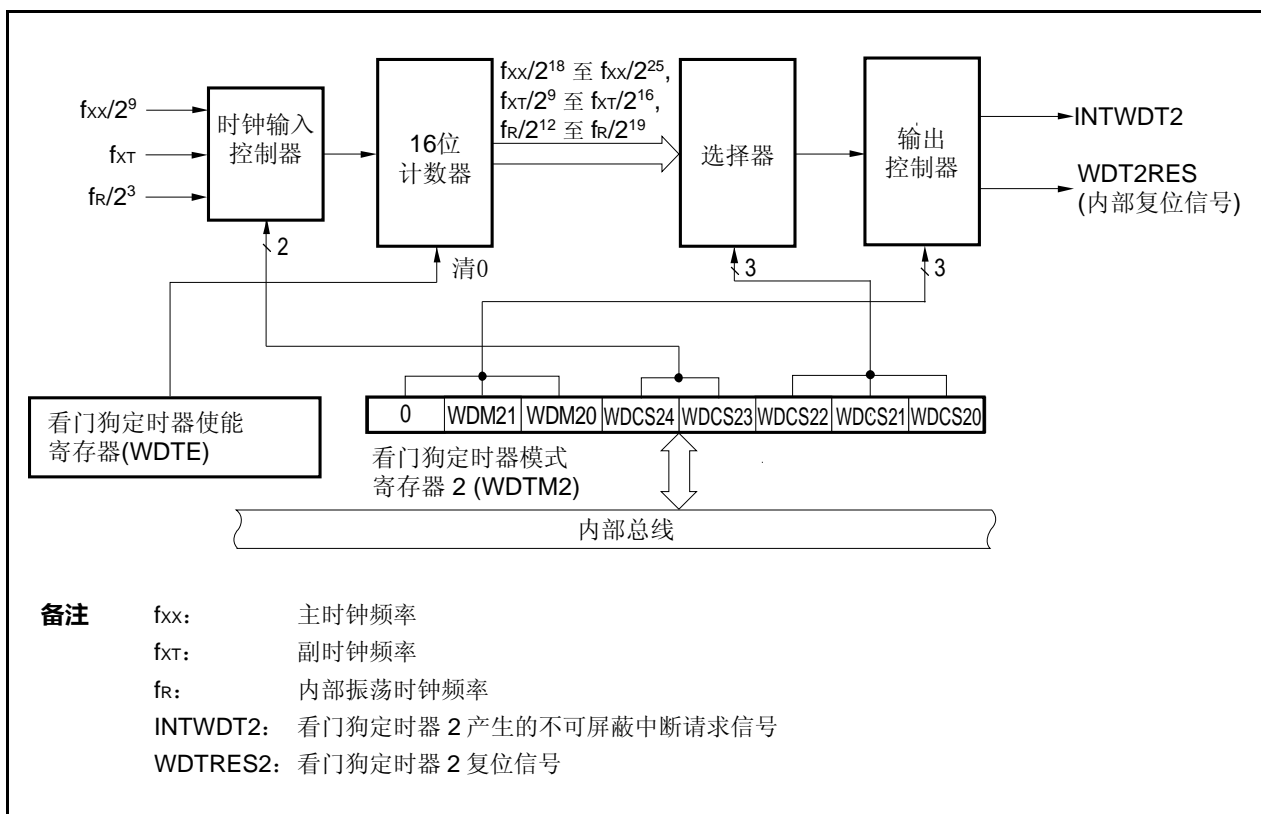 fXX/2⁹
fXT
fR/2³
时钟输入
控制器
2
16位
计数器
清0
fXX/2¹⁸ 至 fXX/2²⁵,
fXT/2⁹ 至 fXT/2¹⁶,
fR/2¹² 至 fR/2¹⁹
选择器
3
输出
控制器
3
INTWDT2
WDT2RES
(内部复位信号)
看门狗定时器使能
寄存器(WDTE)
0 WDM21 WDM20 WDCS24 WDCS23 WDCS22 WDCS21 WDCS20
看门狗定时器模式
寄存器 2 (WDTM2)
内部总线
备注 fXX: 主时钟频率
fXT: 副时钟频率
fR: 内部振荡时钟频率
INTWDT2: 看门狗定时器 2 产生的不可屏蔽中断请求信号
WDTRES2: 看门狗定时器 2 复位信号